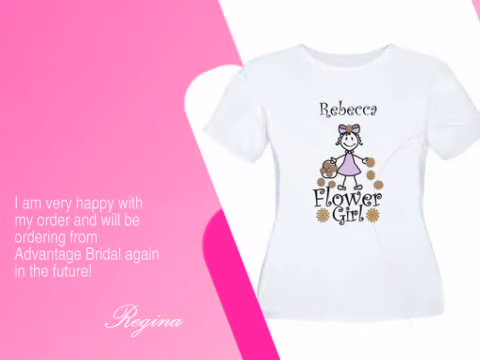 Rebecca
Flower
Girl
I am very happy with
my order and will be
ordering from
Advantage Bridal again
in the future!
Regina